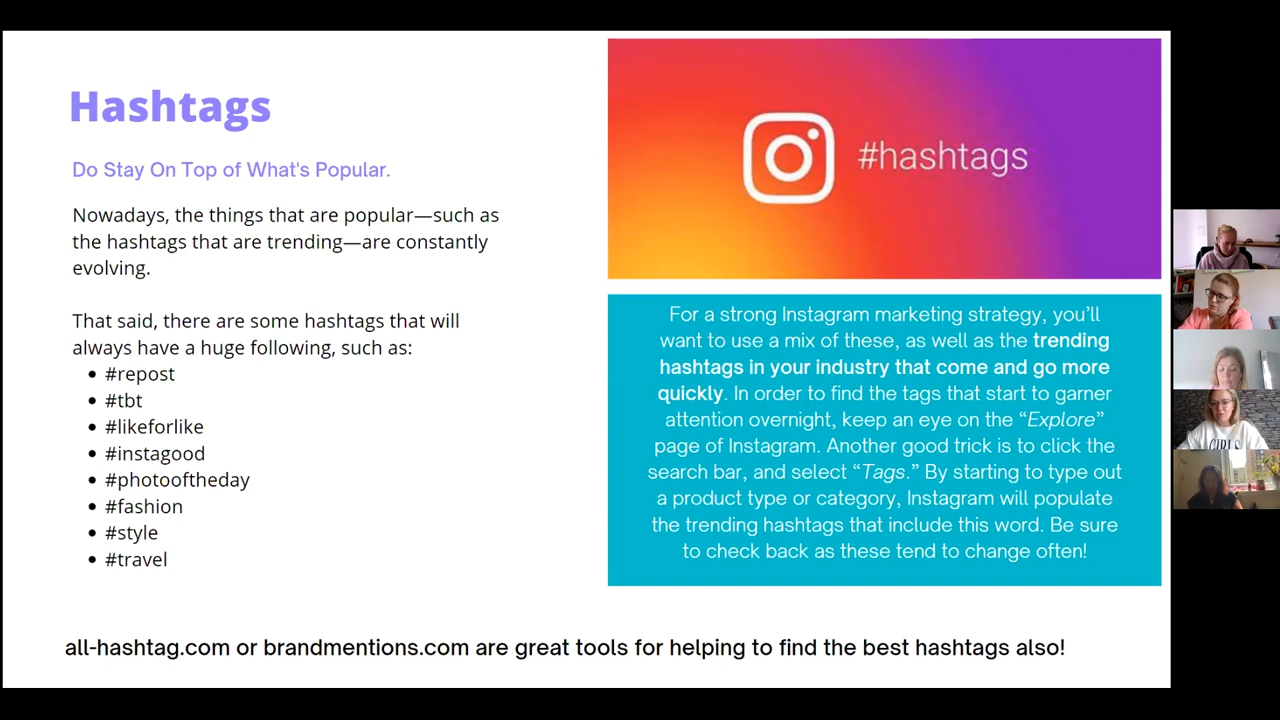 Hashtags
Do Stay On Top of What's Popular.
Nowadays, the things that are popular—such as
the hashtags that are trending—are constantly
evolving.
That said, there are some hashtags that will
always have a huge following, such as:
• #repost
• #tbt
• #likeforlike
• #instagood
• #photooftheday
• #fashion
• #style
• #travel
#hashtags
For a strong Instagram marketing strategy, you’ll
want to use a mix of these, as well as the trending
hashtags in your industry that come and go more
quickly. In order to find the tags that start to garner
attention overnight, keep an eye on the “Explore”
page of Instagram. Another good trick is to click the
search bar, and select “Tags.” By starting to type out
a product type or category, Instagram will populate
the trending hashtags that include this word. Be sure
to check back as these tend to change often!
all-hashtag.com or brandmentions.com are great tools for helping to find the best hashtags also!
GIRLS